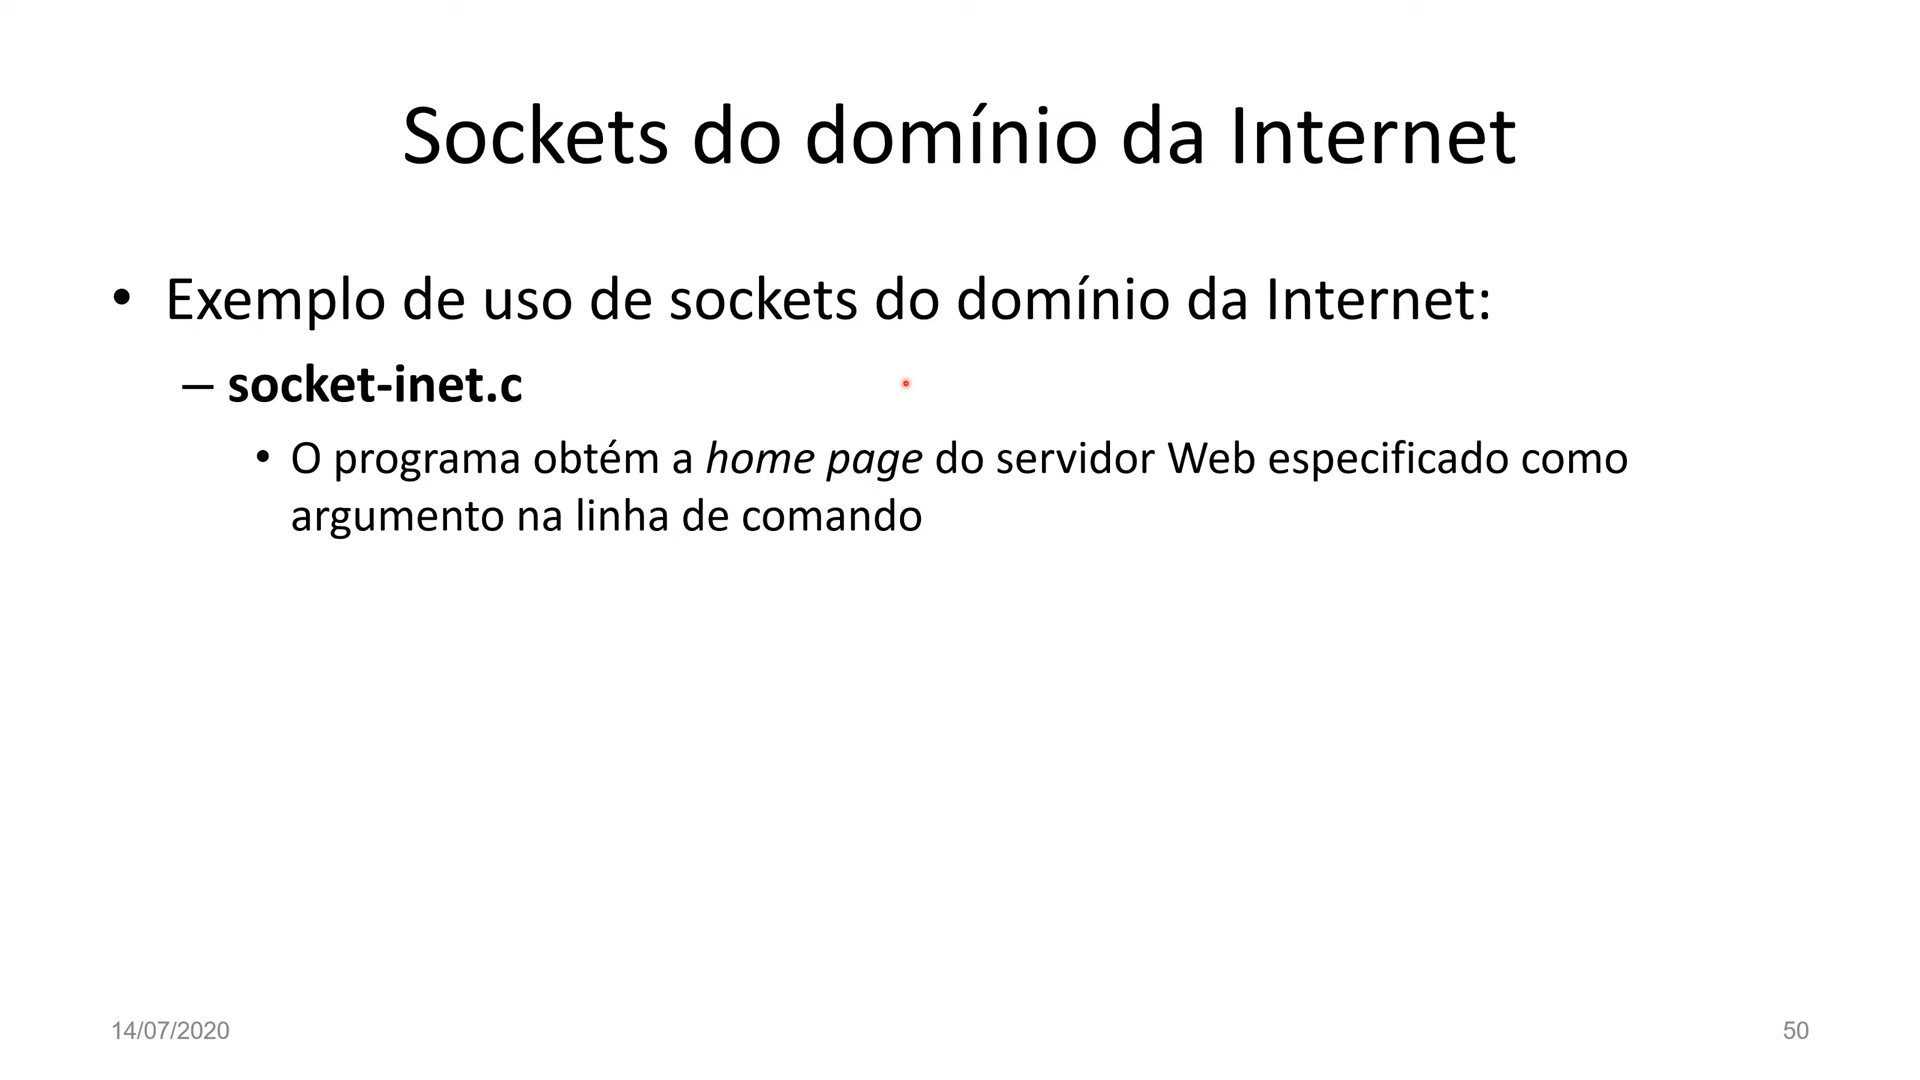 Sockets do domínio da Internet
• Exemplo de uso de sockets do domínio da Internet:
– socket-inet.c
• O programa obtém a home page do servidor Web especificado como
argumento na linha de comando
14/07/2020
50